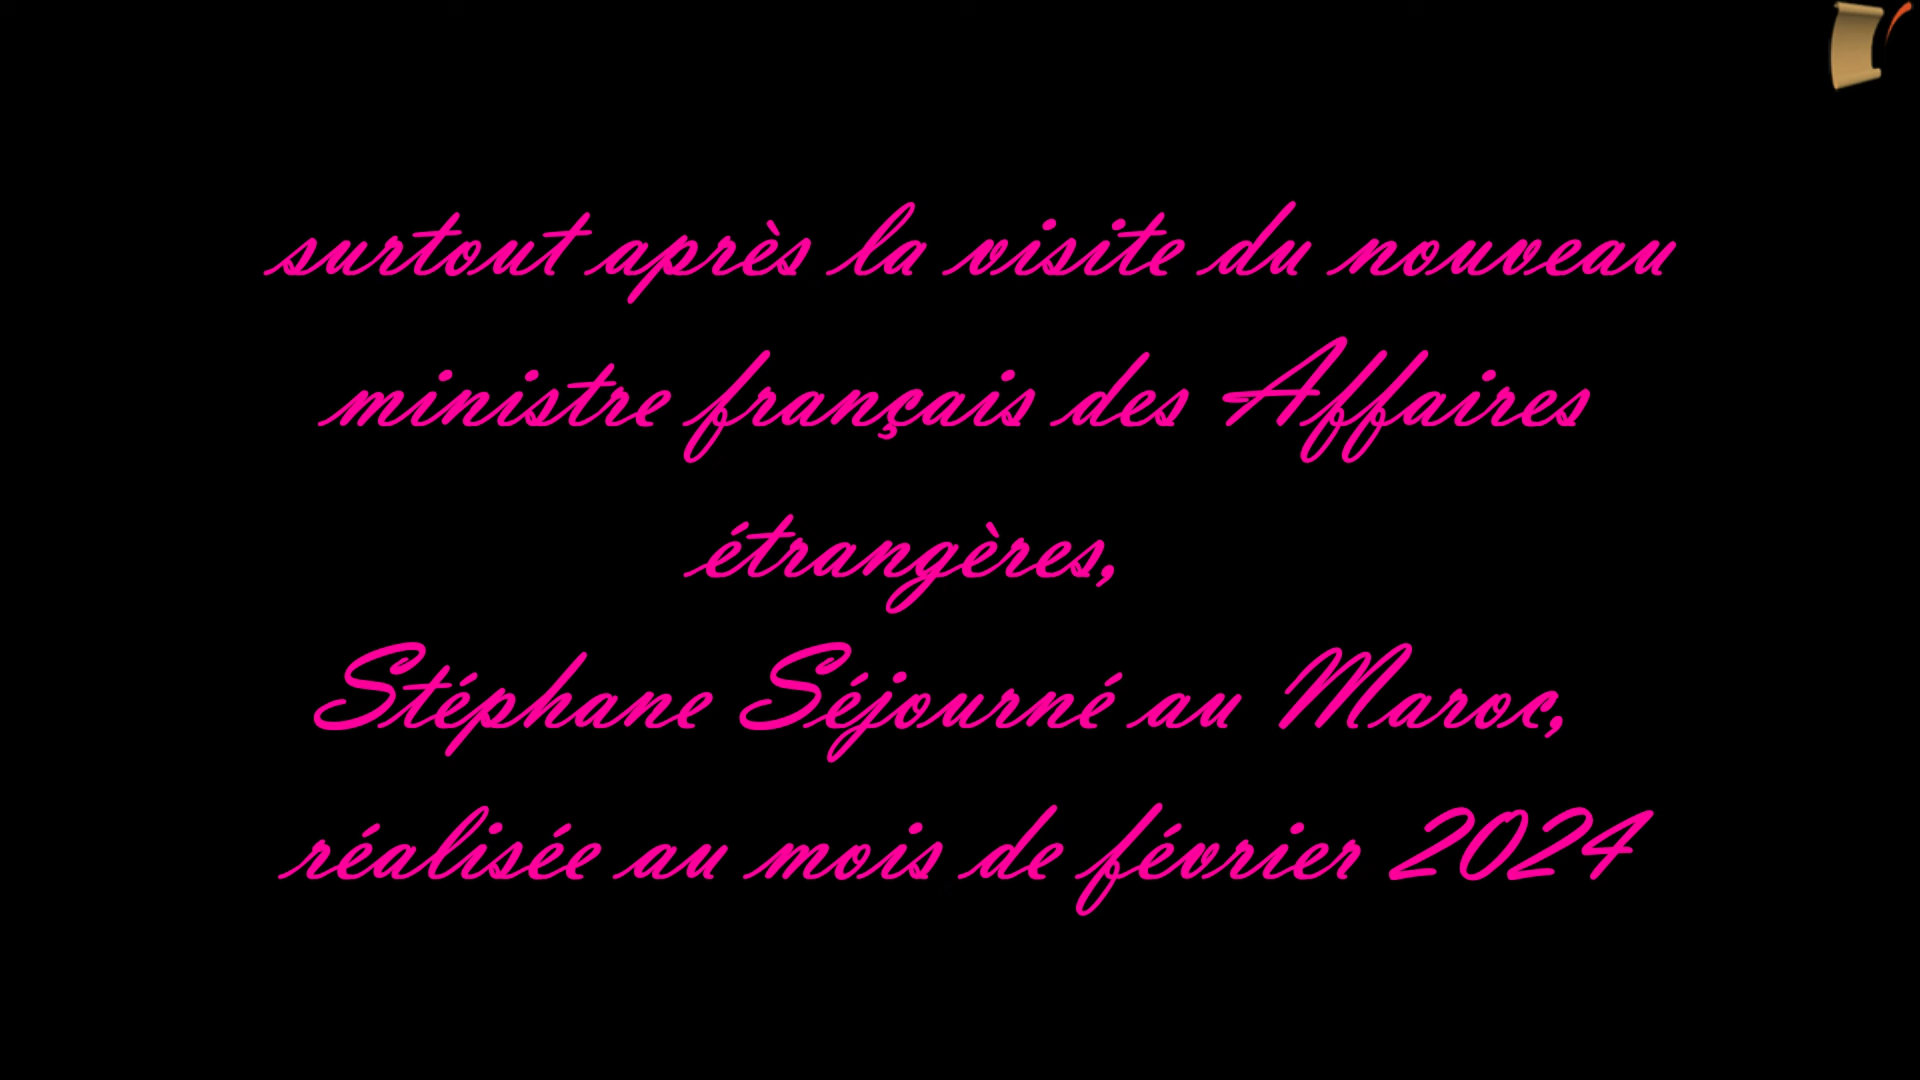 surtout après la visite du nouveau
ministre français des Affaires
étrangères,
Stéphane Séjourné au Maroc,
réalisée au mois de février 2024